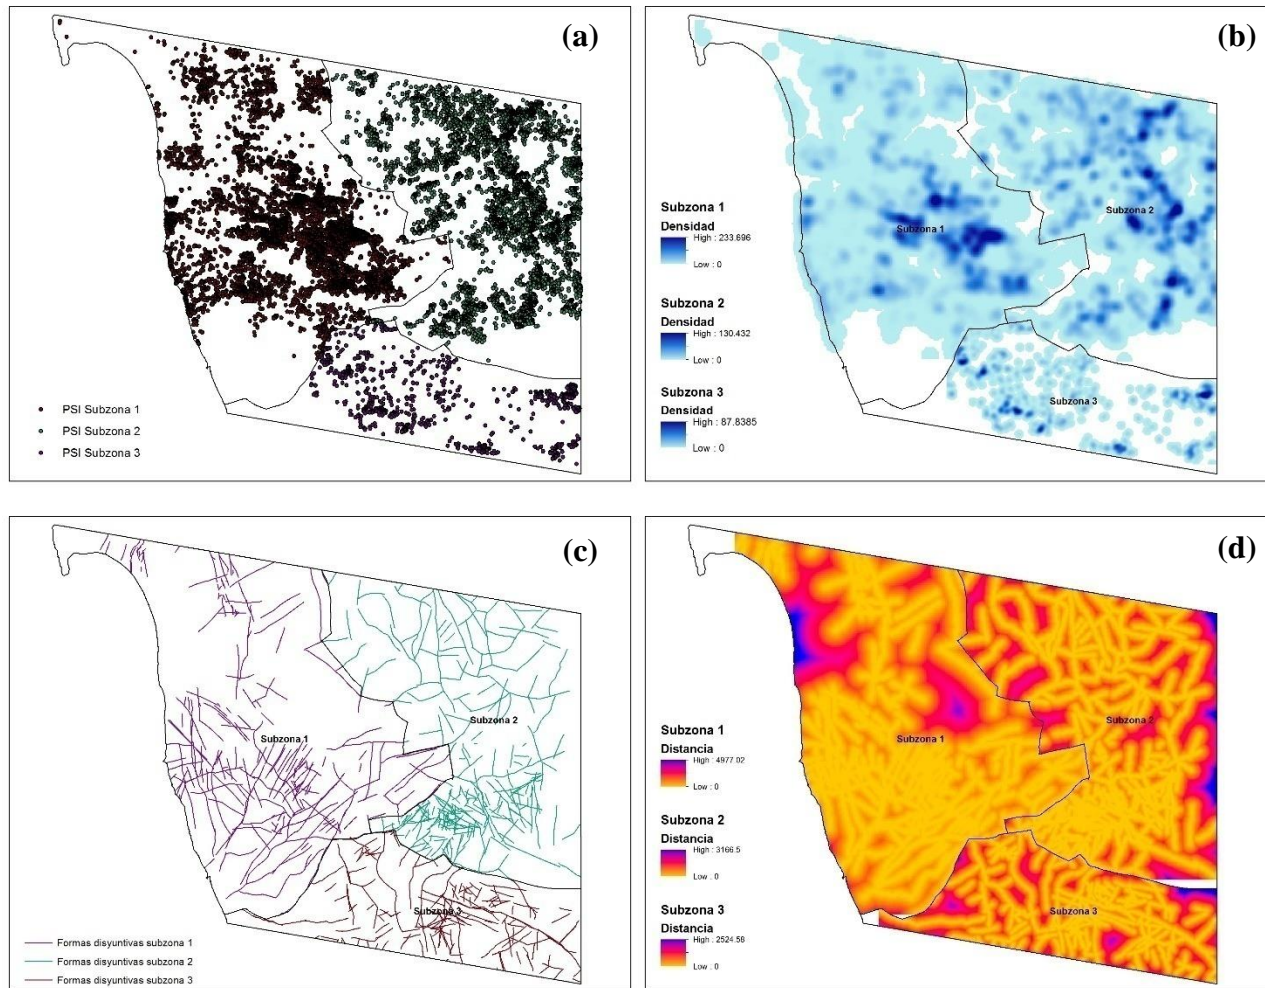 (a)
PSI Subzona 1
PSI Subzona 2
PSI Subzona 3
(b)
Subzona 1
Densidad
High : 233.696
Low : 0
Subzona 2
Densidad
High : 130.432
Low : 0
Subzona 3
Densidad
High : 87.8385
Low : 0
Subzona 1
Subzona 2
Subzona 3
(c)
Subzona 1
Subzona 2
Subzona 3
Formas disyuntivas subzona 1
Formas disyuntivas subzona 2
Formas disyuntivas subzona 3
(d)
Subzona 1
Distancia
High : 4977.02
Low : 0
Subzona 2
Distancia
High : 3166.5
Low : 0
Subzona 3
Distancia
High : 2524.58
Low : 0
Subzona 1
Subzona 2
Subzona 3